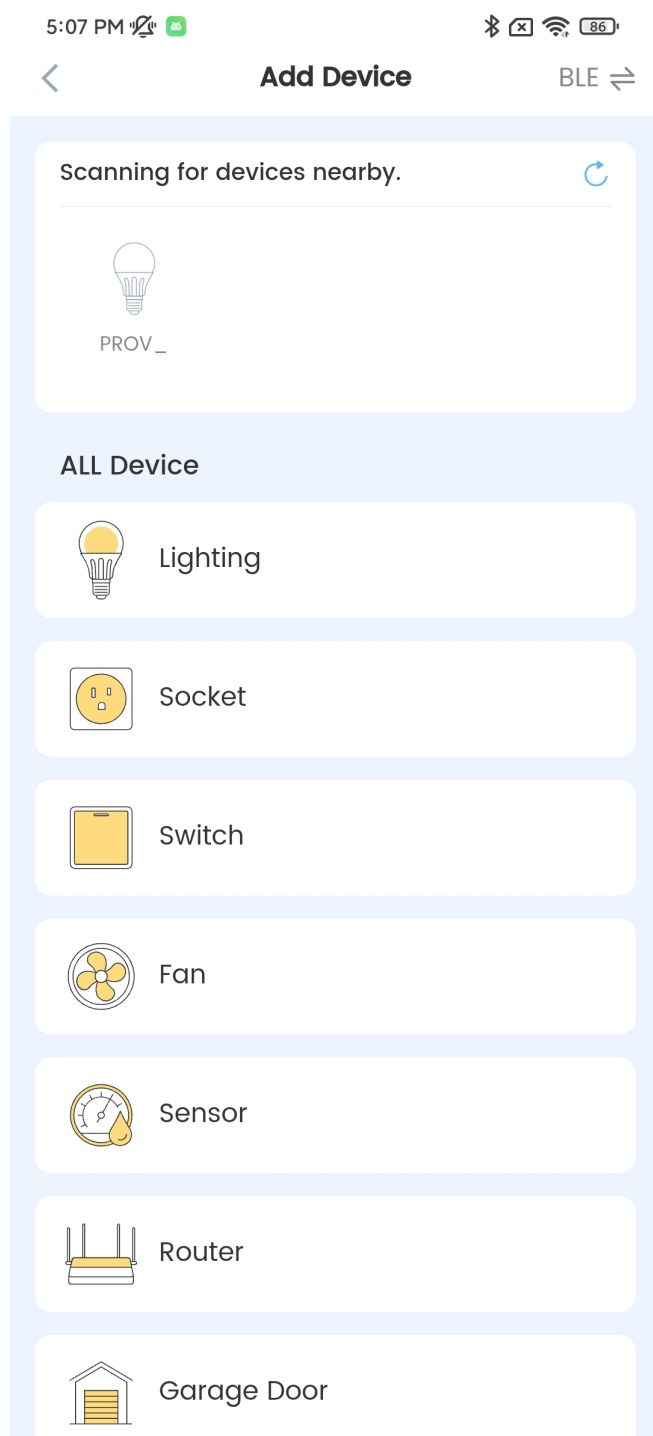 5:07 PM 86
Add Device BLE
Scanning for devices nearby.
PROV_
ALL Device
Lighting
Socket
Switch
Fan
Sensor
Router
Garage Door